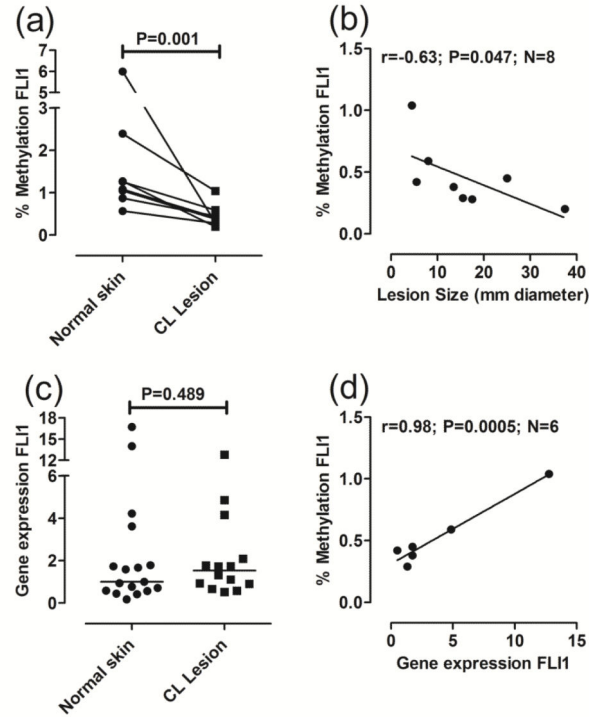 (a)
P=0.001
% Methylation FLI1
7
6
5
3
2
1
0
Normal skin
CL Lesion
(b)
r=-0.63; P=0.047; N=8
% Methylation FLI1
1.5
1.0
0.5
0.0
0 10 20 30 40
Lesion Size (mm diameter)
(c)
P=0.489
Gene expression FLI1
18
15
12
6
4
2
0
Normal skin
CL Lesion
(d)
r=0.98; P=0.0005; N=6
% Methylation FLI1
1.5
1.0
0.5
0.0
0 5 10 15
Gene expression FLI1